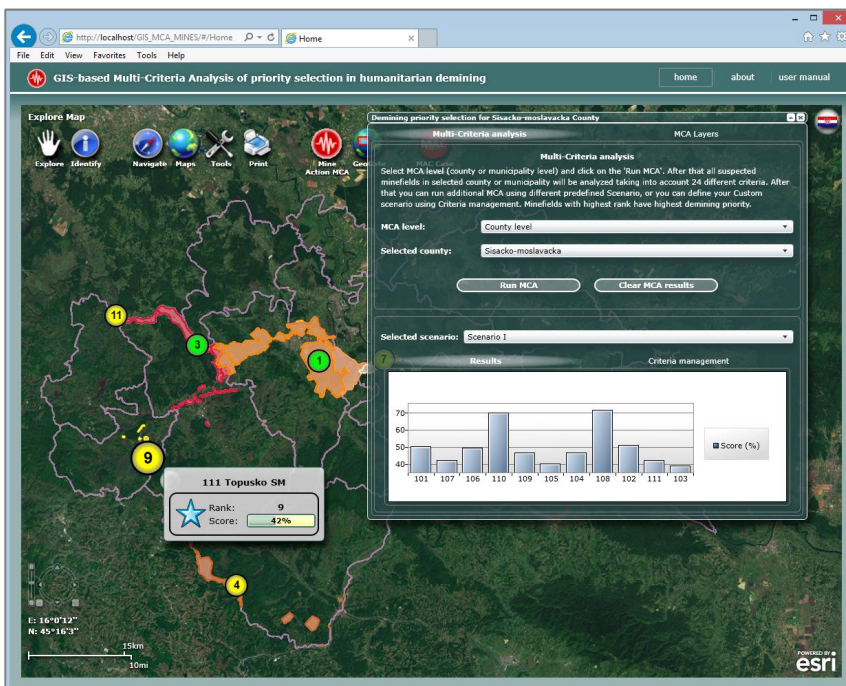 http://localhost/GIS_MCA_MINES/#/Home
Home
File Edit View Favorites Tools Help
GIS-based Multi-Criteria Analysis of priority selection in humanitarian demining
home about user manual
Explore Map
Explore Identify Navigate Maps Tools Print Mine Action MCA
MAC Case
Demining priority selection for Sisacko-moslavacka County
Multi-Criteria analysis MCA Layers
Multi-Criteria analysis
Select MCA level (county or municipality level) and click on the 'Run MCA'. After that all suspected
minefields in selected county or municipality will be analyzed taking into account 24 different criteria. After
that you can run additional MCA using different predefined Scenario, or you can define your Custom
scenario using Criteria management. Minefields with highest rank have highest demining priority.
MCA level: County level
Selected county: Sisacko-moslavacka
Run MCA Clear MCA results
Selected scenario: Scenario I
Results Criteria management
70
60
50
40
101 107 106 110 109 105 104 108 102 111 103
Score (%)
11
3
1
7
9
111 Topusko SM
Rank: 9
Score: 42%
4
E: 16°0'12"
N: 45°16'3"
15km
10mi
POWERED BY
esri